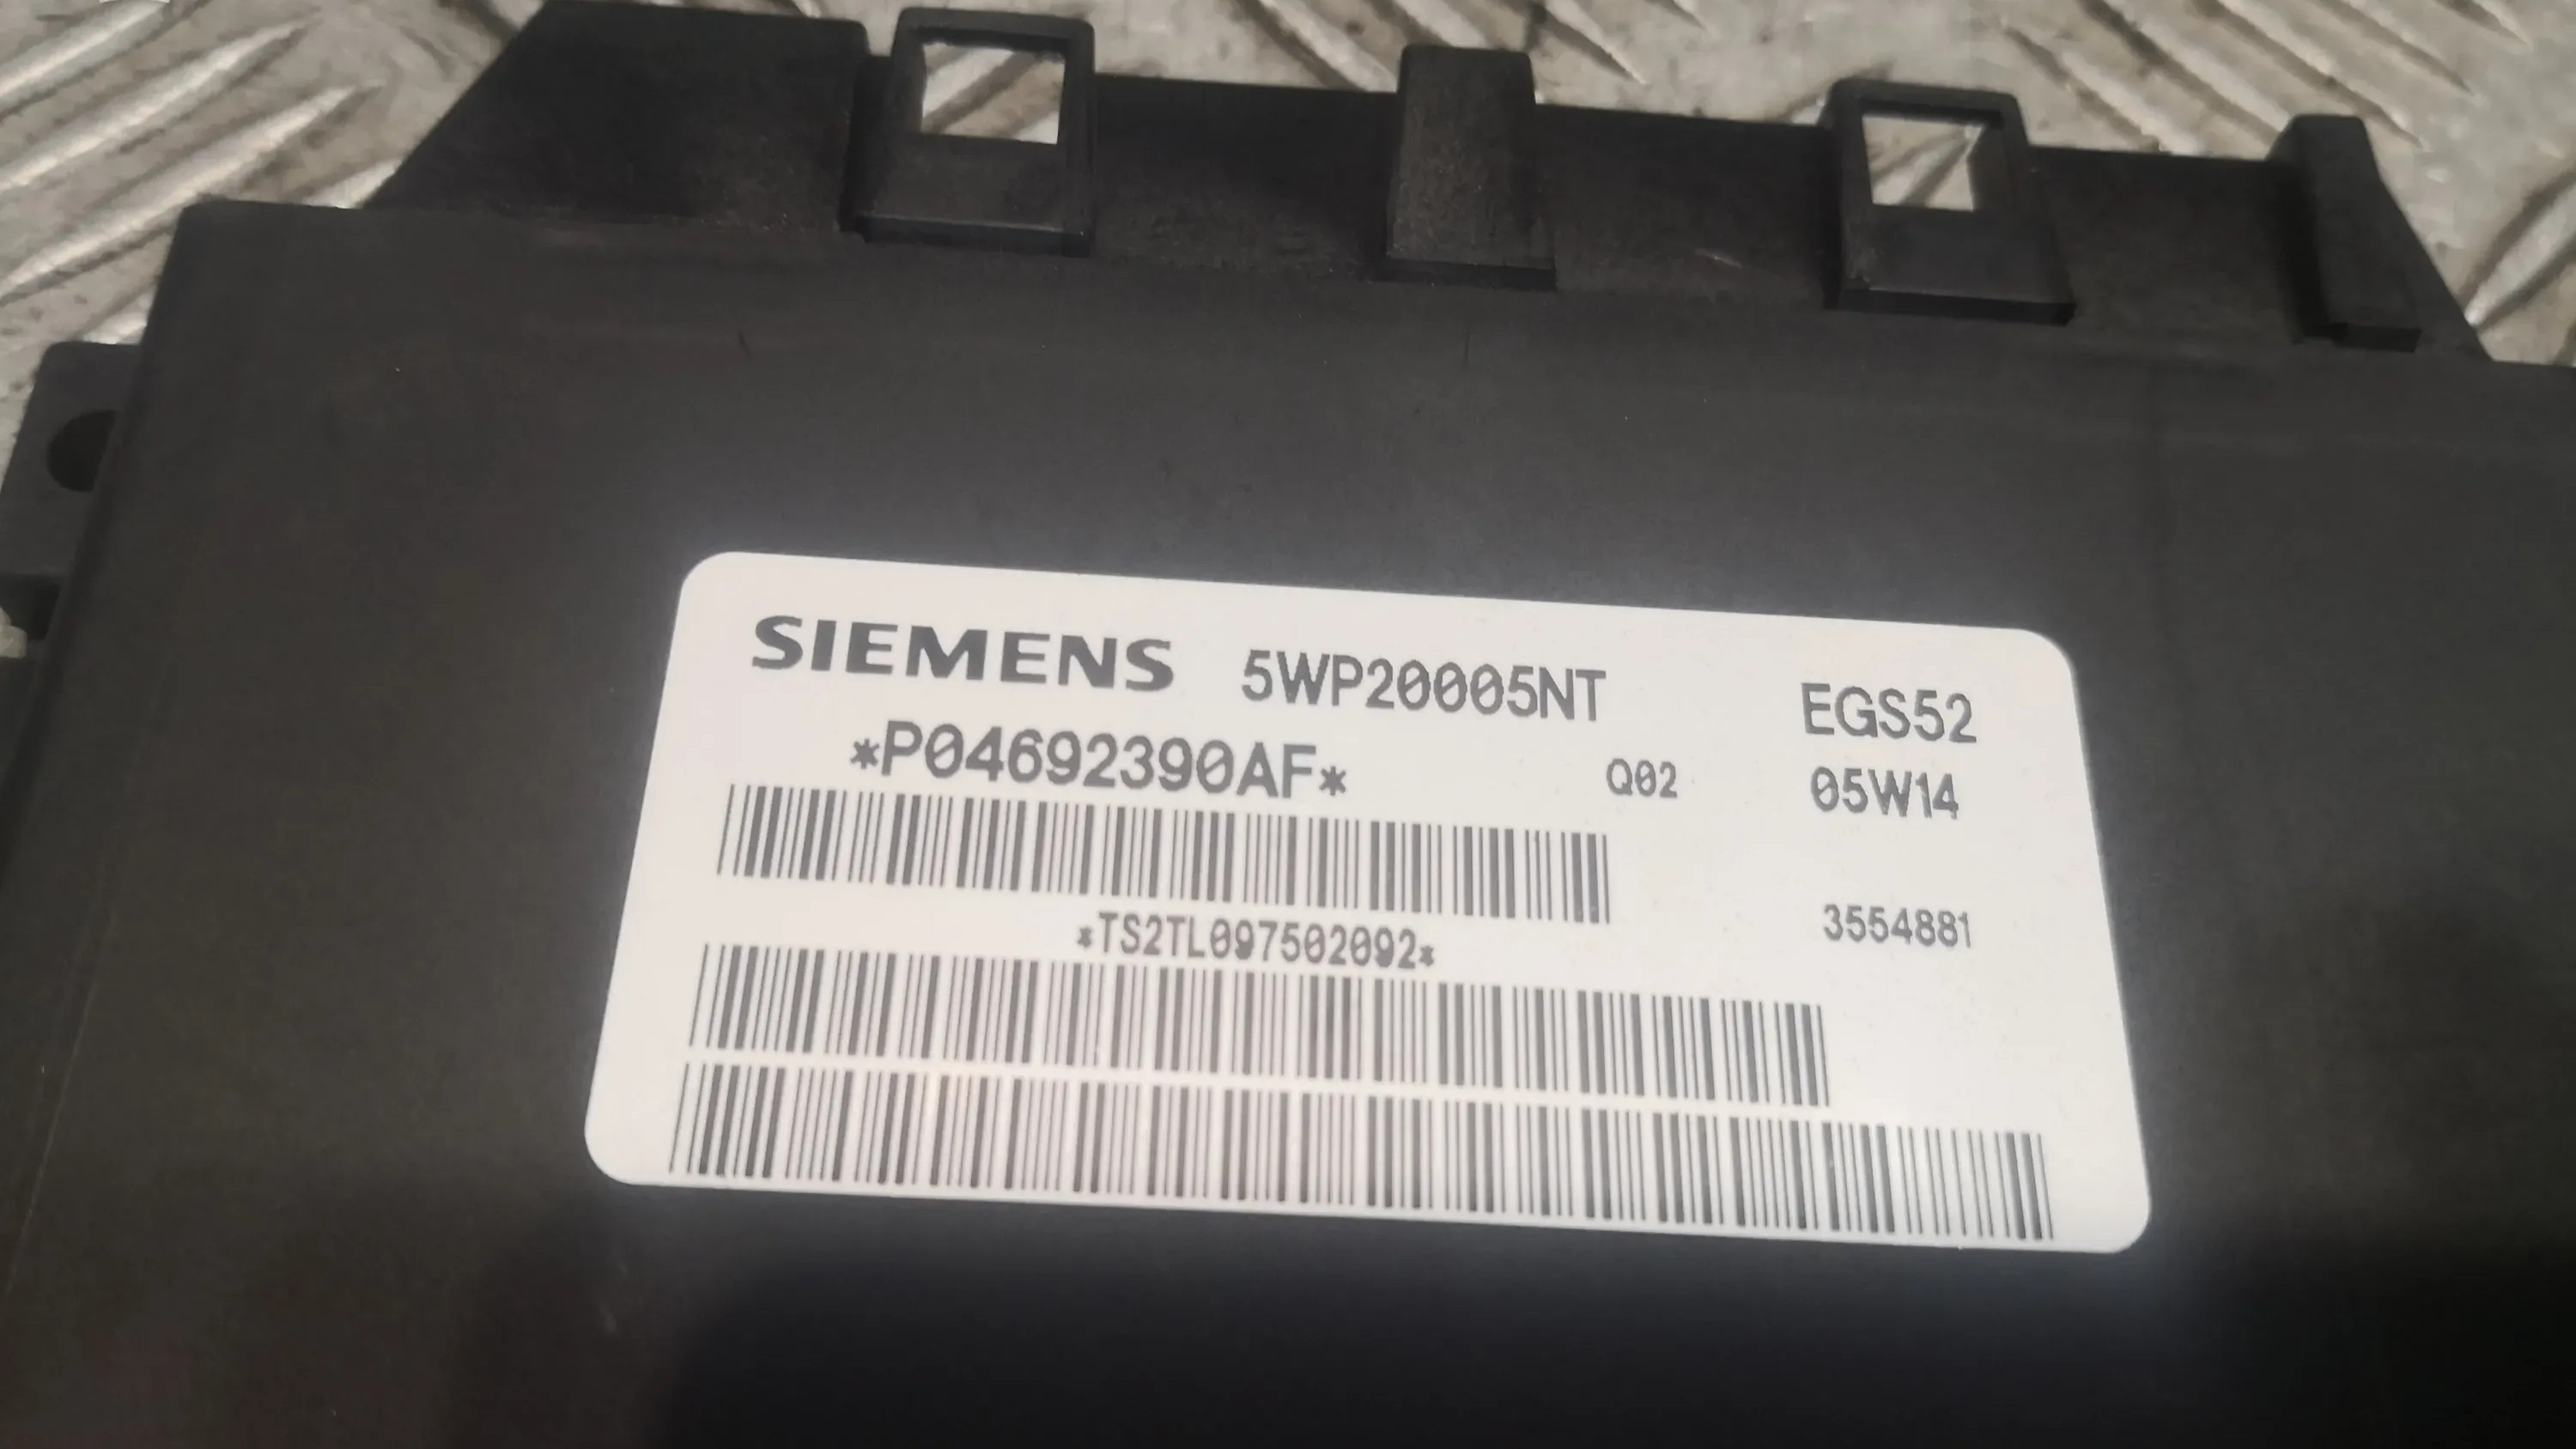 SIEMENS 5WP20005NT EGS52
*P04692390AF* Q02 05W14
*TS2TL097502092* 3554881